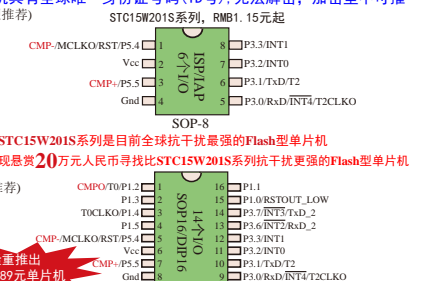 STC15W201S系列, RMB1.15元起
推荐)
CMP-/MCLKO/RST/P5.4 1 8 P3.3/INT1
Vcc 2 7 P3.2/INT0
CMP+/P5.5 3 6 P3.1/TxD/T2
Gnd 4 5 P3.0/RxD/INT4/T2CLKO
ISP/IAP
6个I/O
SOP-8
STC15W201S系列是目前全球抗干扰最强的Flash型单片机
现悬赏20万元人民币寻找比STC15W201S系列抗干扰更强的Flash型单片机
荐)
CMPO/T0/P1.2 1 16 P1.1
P1.3 2 15 P1.0/RSTOUT_LOW
T0CLKO/P1.4 3 14 P3.7/INT3/TxD_2
P1.5 4 13 P3.6/INT2/RxD_2
CMP-/MCLKO/RST/P5.4 5 12 P3.3/INT1
Vcc 6 11 P3.2/INT0
CMP+/P5.5 7 10 P3.1/TxD/T2
Gnd 8 9 P3.0/RxD/INT4/T2CLKO
14个I/O
SOP16/DIP16
重推出
89元单片机